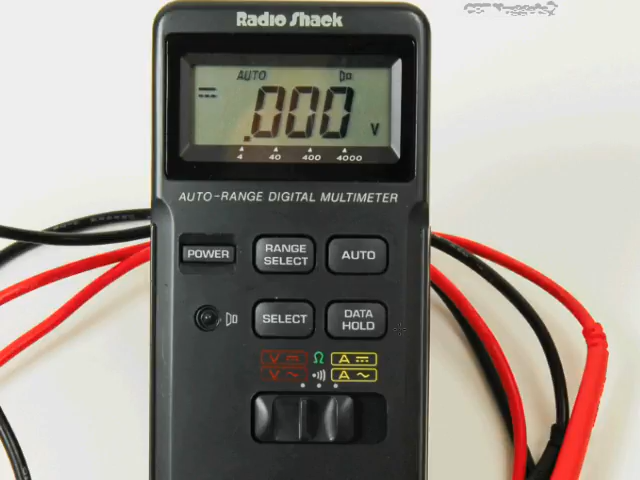 Radio Shack
AUTO
.000 V
4 40 400 4000
AUTO-RANGE DIGITAL MULTIMETER
POWER
RANGE SELECT
AUTO
SELECT
DATA HOLD
V Ω A
V A